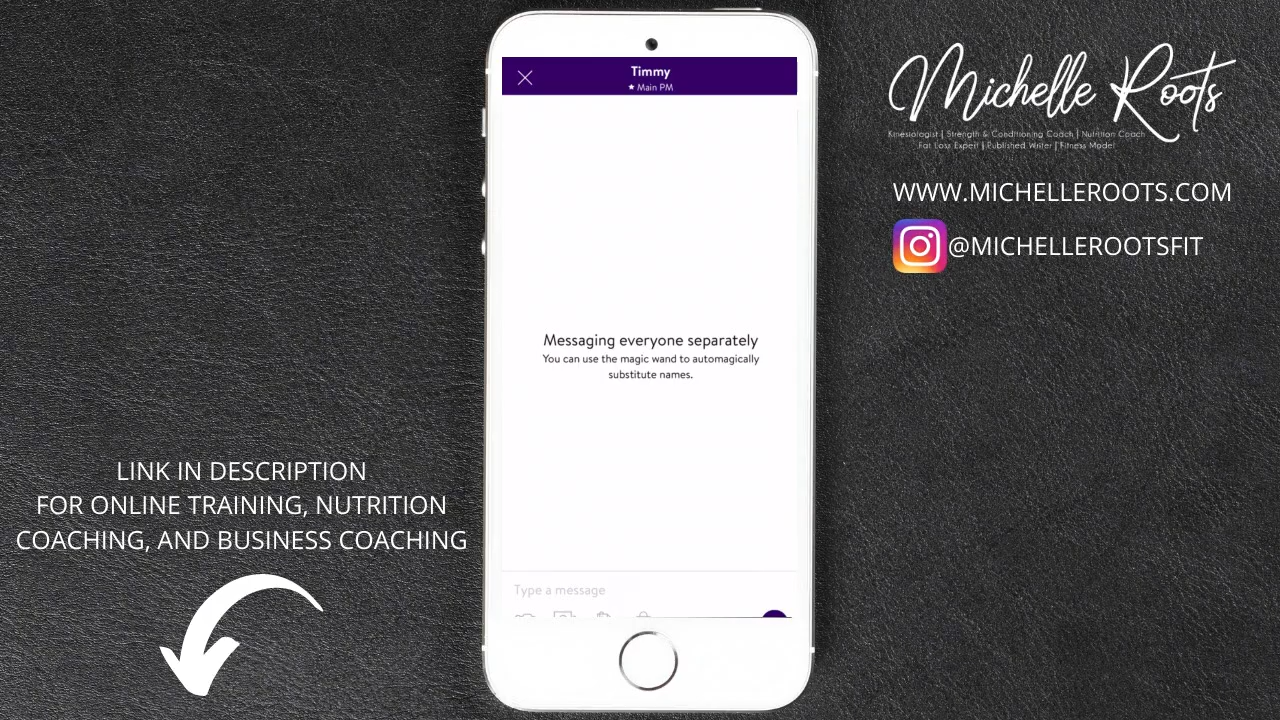 Timmy
★ Main PM
Messaging everyone separately
You can use the magic wand to automagically
substitute names.
Type a message
Michelle Roots
Kinesiologist | Strength & Conditioning Coach | Nutrition Coach
Fat Loss Expert | Published Writer | Fitness Model
WWW.MICHELLEROOTS.COM
@MICHELLEROOTSFIT
LINK IN DESCRIPTION
FOR ONLINE TRAINING, NUTRITION
COACHING, AND BUSINESS COACHING